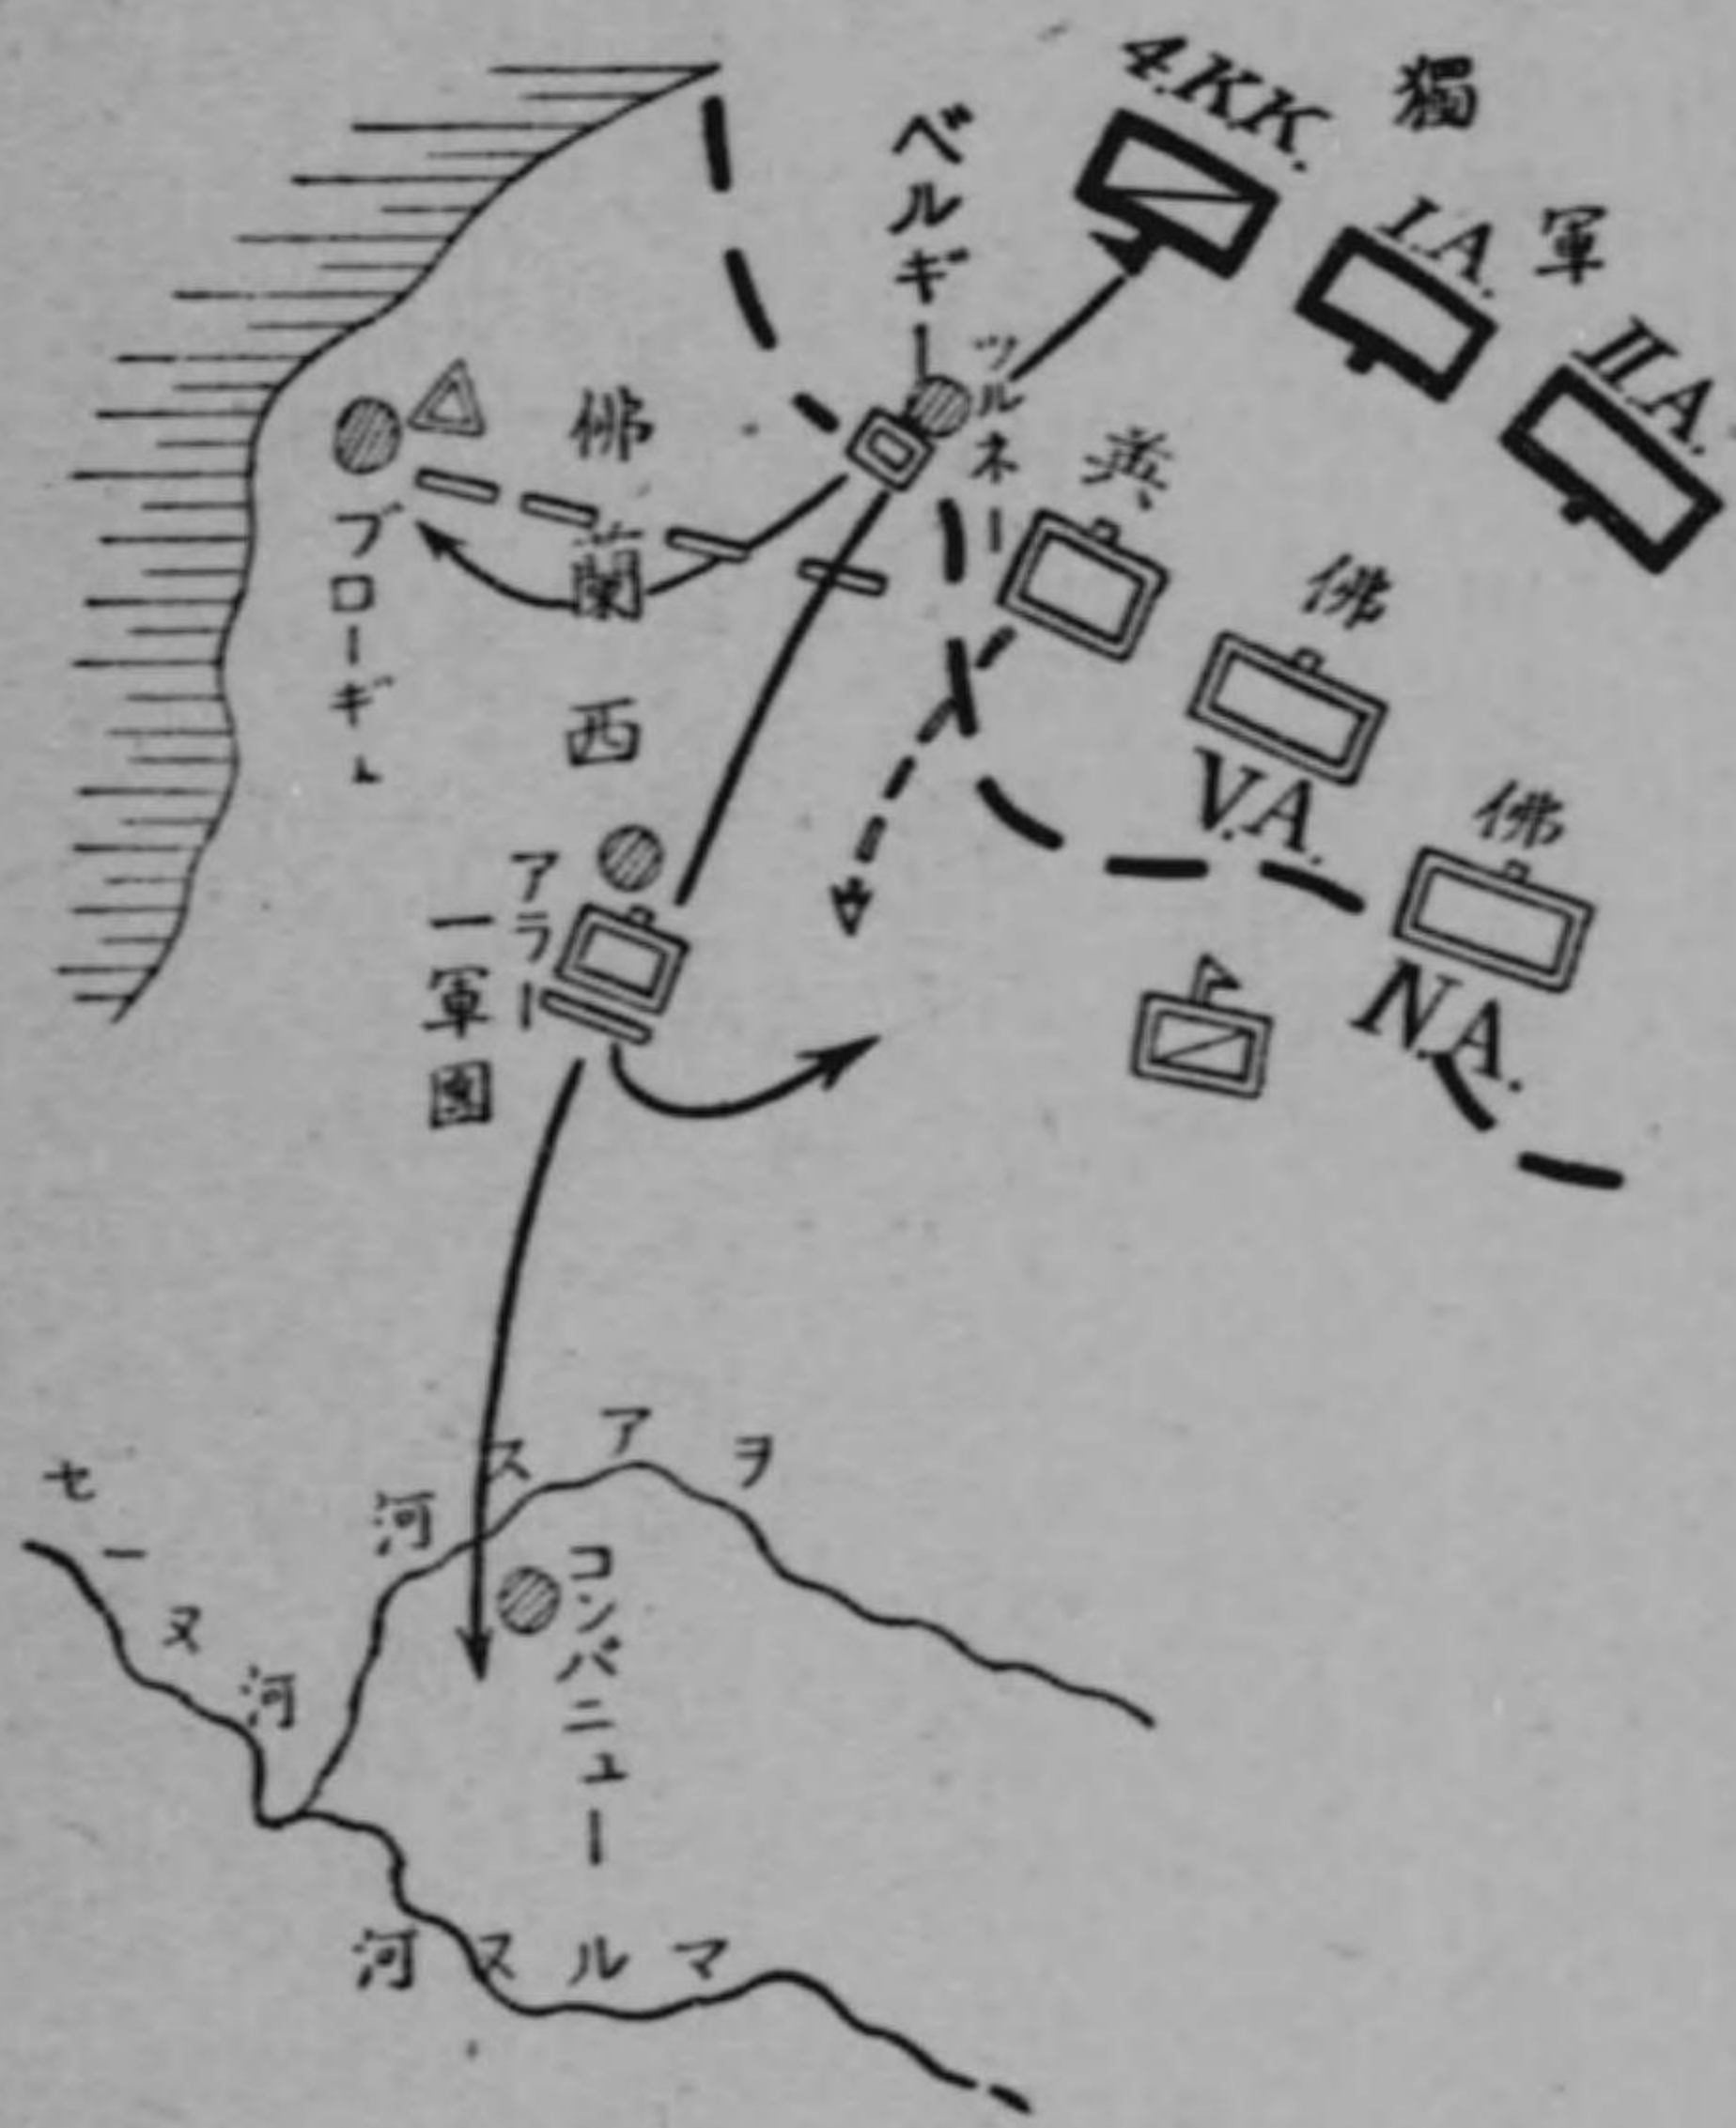 4.KK.
獨軍
I.A.
II.A.
ベルギー
ツルネー
佛蘭西
英
佛
V.A.
佛
N.A.
ブローギュ
アラー
一軍團
ヲアス河
セーヌ河
コンパニュー
マルヌ河